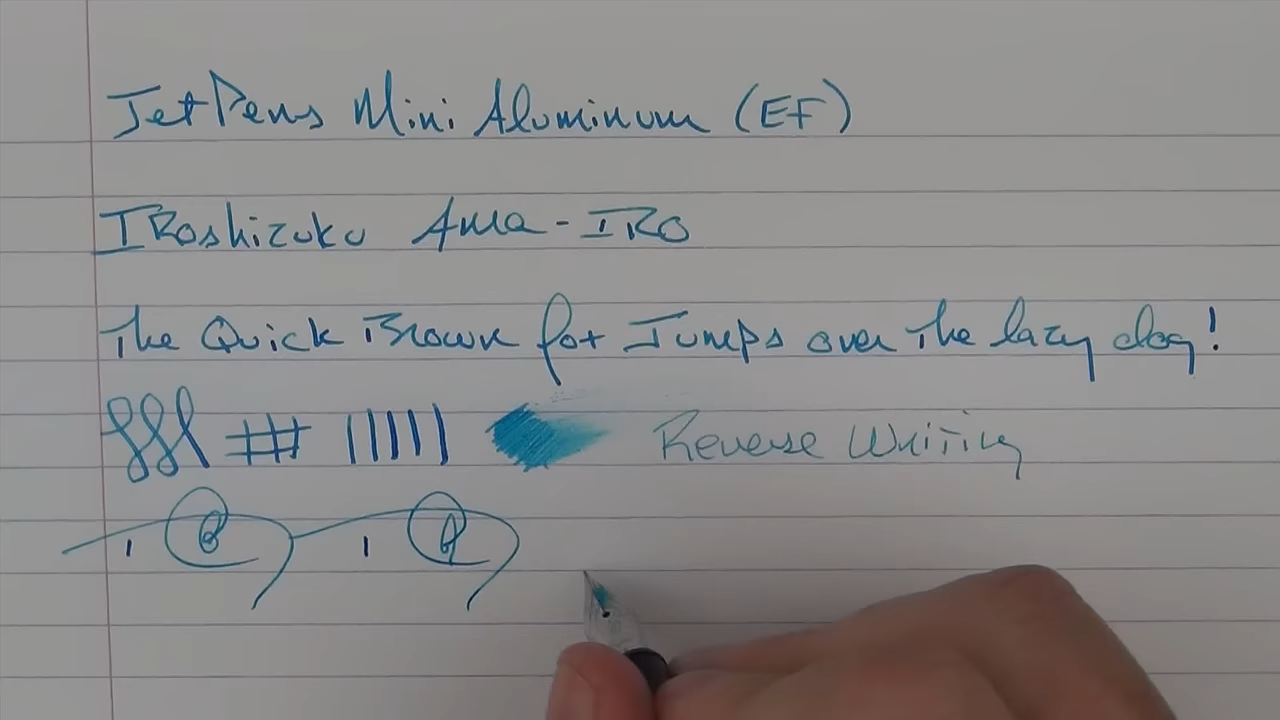 JetPens Mini Aluminum (EF)
IRoshizuku Ama-IRO
The Quick Brown fox Jumps over The lazy dog!
Reverse Writing